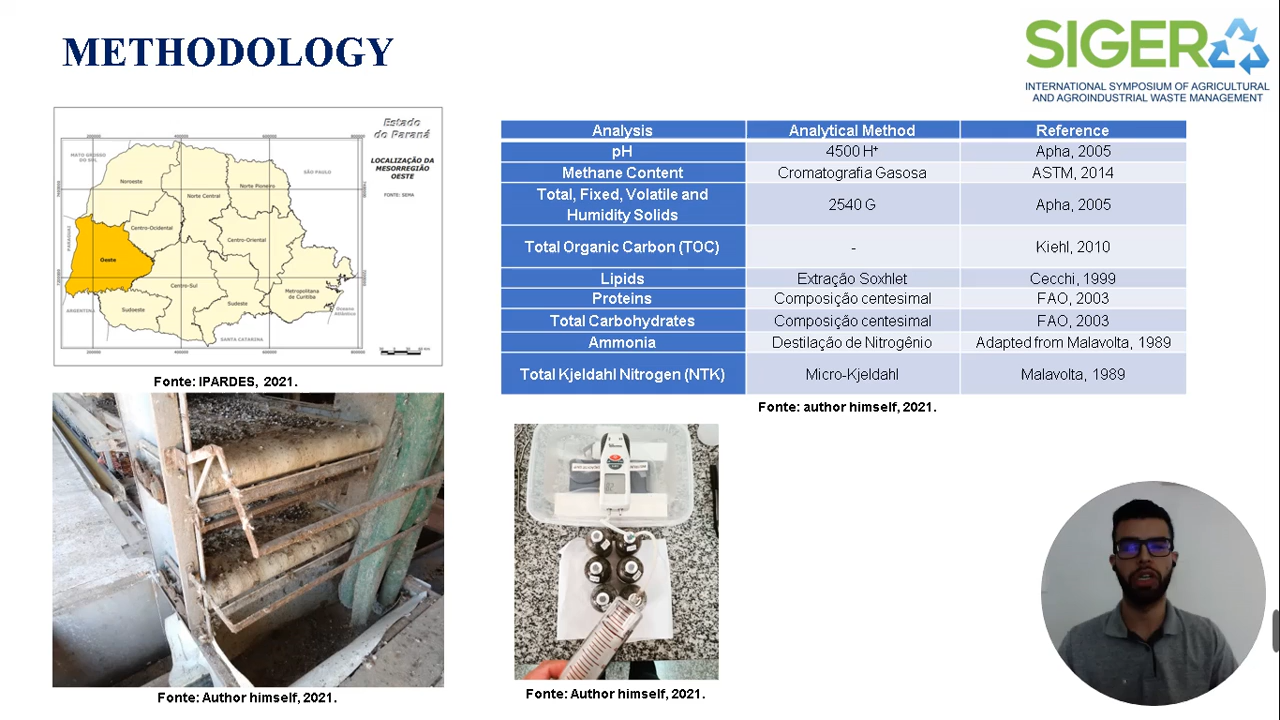 METHODOLOGY
SIGERA
INTERNATIONAL SYMPOSIUM OF AGRICULTURAL
AND AGROINDUSTRIAL WASTE MANAGEMENT
Estado
do Paraná
LOCALIZAÇÃO DA
MESORREGIÃO
OESTE
FONTE: SEMA
MATO GROSSO
DO SUL
SÃO PAULO
Noroeste
Norte Central
Norte Pioneiro
Centro-Ocidental
Centro-Oriental
PARAGUAI
Oeste
Centro-Sul
Metropolitana
de Curitiba
Sudeste
Sudoeste
ARGENTINA
Oceano
Atlântico
SANTA CATARINA
Fonte: IPARDES, 2021.
Analysis Analytical Method Reference
pH 4500 H⁺ Apha, 2005
Methane Content Cromatografia Gasosa ASTM, 2011
Total, Fixed, Volatile and
Humidity Solids 2540 G Apha, 2005
Total Organic Carbon (TOC) - Kiehl, 2010
Lipids Extração Soxhlet Cecchi, 1999
Proteins Composição centesimal FAO, 2003
Total Carbohydrates Composição centesimal FAO, 2003
Ammonia Destilação do Nitrogênio Adapted from Malavolta, 1989
Total Kjeldahl Nitrogen (NTK) Micro-Kjeldahl Malavolta, 1989
Fonte: author himself, 2021.
Fonte: Author himself, 2021.
Fonte: Author himself, 2021.